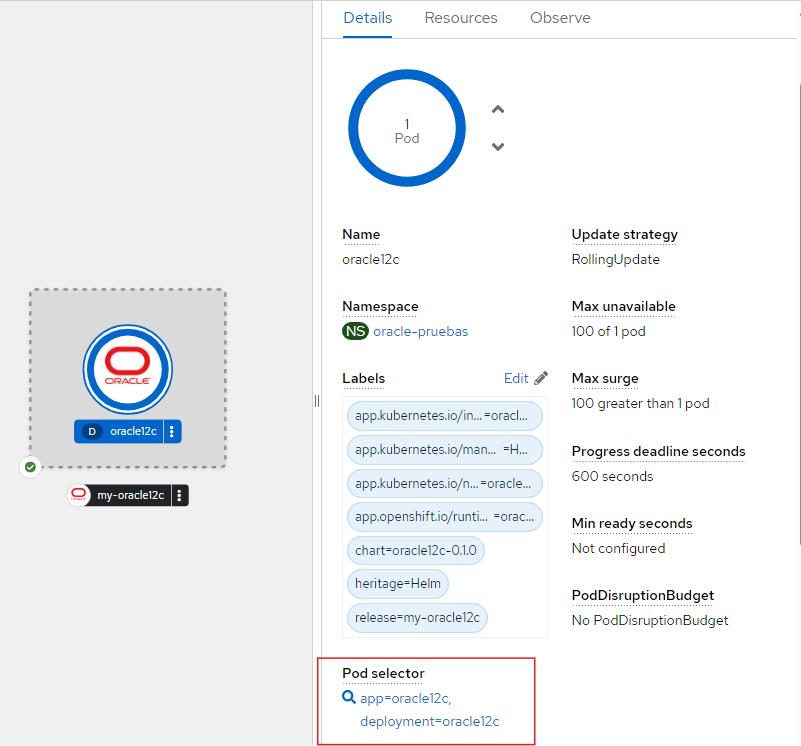 Details Resources Observe
1
Pod
Name
oracle12c
Update strategy
RollingUpdate
Namespace
NS oracle-pruebas
Max unavailable
100 of 1 pod
Labels Edit
app.kubernetes.io/in... =oracl...
app.kubernetes.io/man... =H...
app.kubernetes.io/n... =oracle...
app.openshift.io/runti... =orac...
chart=oracle12c-0.1.0
heritage=Helm
release=my-oracle12c
Max surge
100 greater than 1 pod
Progress deadline seconds
600 seconds
Min ready seconds
Not configured
PodDisruptionBudget
No PodDisruptionBudget
Pod selector
app=oracle12c,
deployment=oracle12c
ORACLE
D oracle12c
my-oracle12c